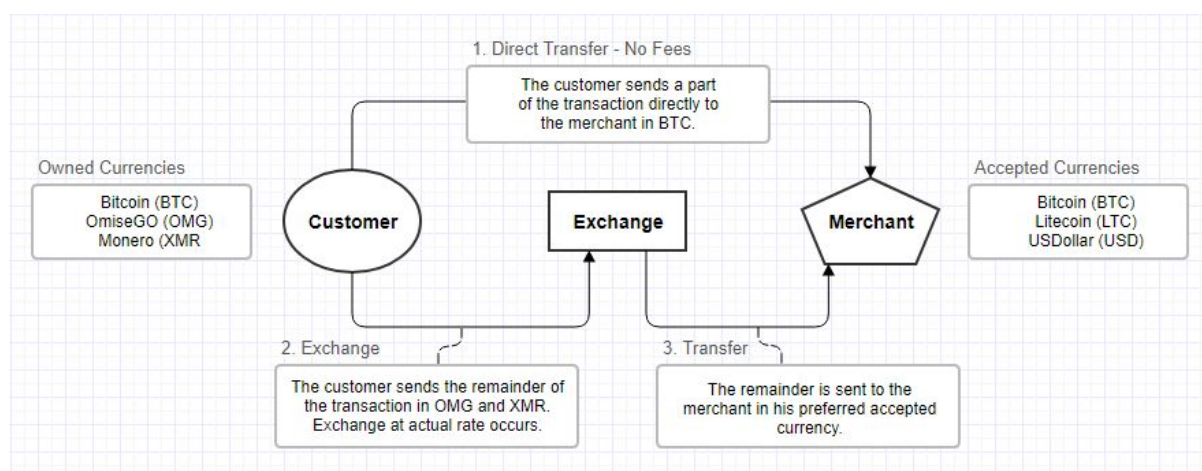 1. Direct Transfer - No Fees
The customer sends a part
of the transaction directly to
the merchant in BTC.
Owned Currencies
Bitcoin (BTC)
OmiseGO (OMG)
Monero (XMR
Customer
Exchange
Merchant
Accepted Currencies
Bitcoin (BTC)
Litecoin (LTC)
USDollar (USD)
2. Exchange
The customer sends the remainder of
the transaction in OMG and XMR.
Exchange at actual rate occurs.
3. Transfer
The remainder is sent to the
merchant in his preferred accepted
currency.